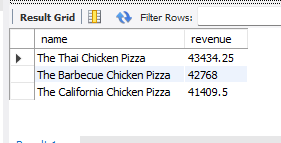 Result Grid Filter Rows:
name revenue
The Thai Chicken Pizza 43434.25
The Barbecue Chicken Pizza 42768
The California Chicken Pizza 41409.5